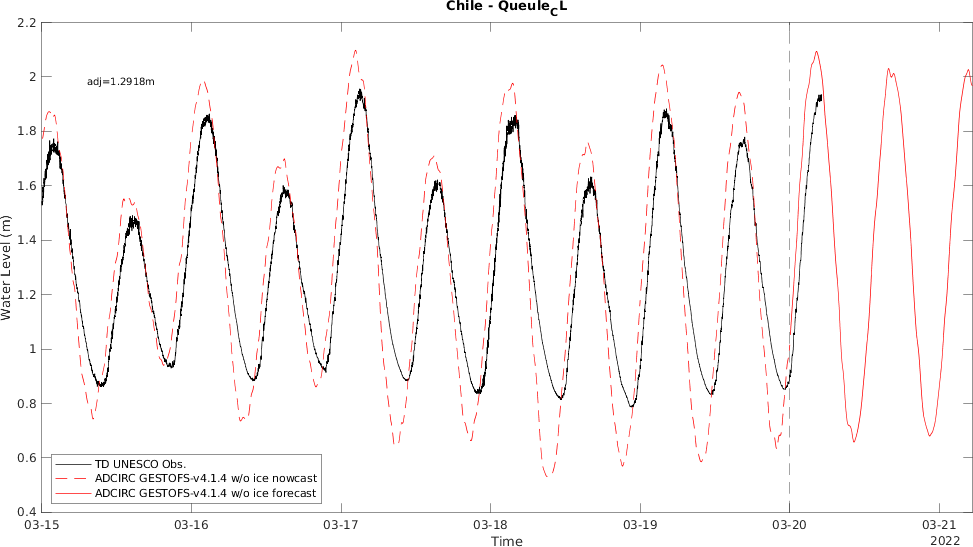 Chile - Queule_CL
2.2
2
1.8
1.6
1.4
1.2
1
0.8
0.6
0.4
Water Level (m)
adj=1.2918m
TD UNESCO Obs.
ADCIRC GESTOFS-v4.1.4 w/o ice nowcast
ADCIRC GESTOFS-v4.1.4 w/o ice forecast
03-15 03-16 03-17 03-18 03-19 03-20 03-21
Time
2022